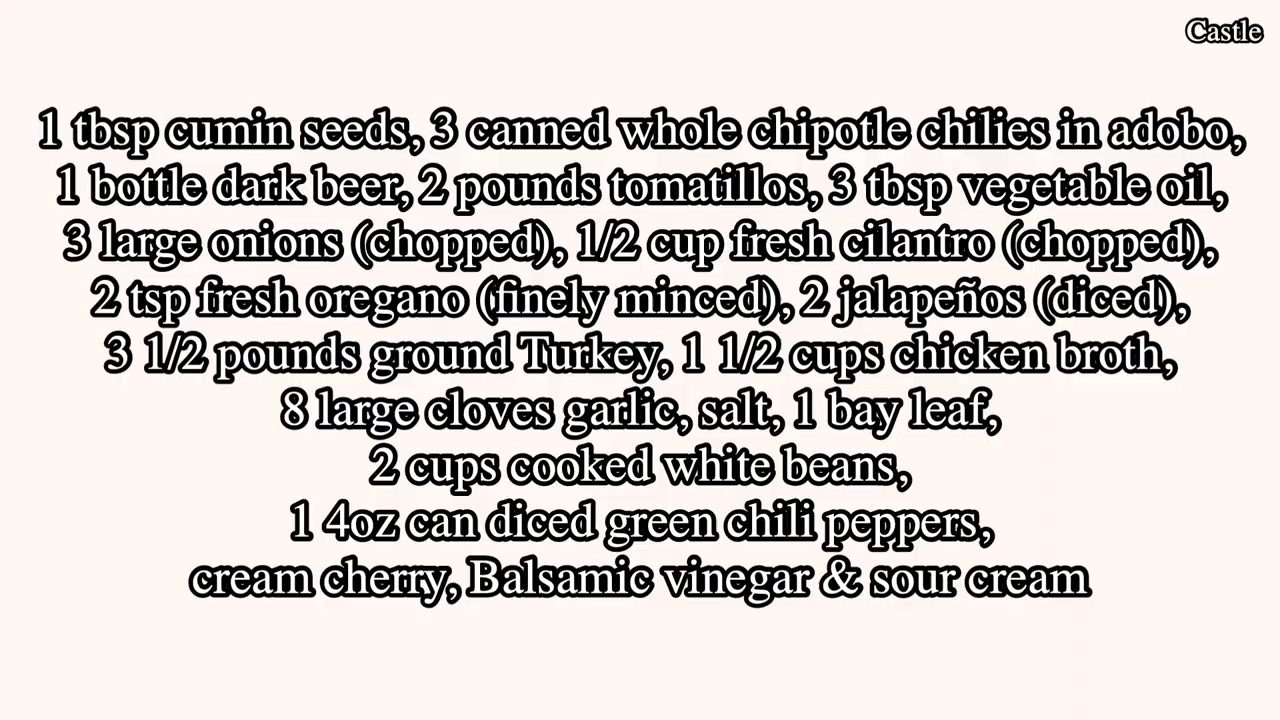 Castle
1 tbsp cumin seeds, 3 canned whole chipotle chilies in adobo,
1 bottle dark beer, 2 pounds tomatillos, 3 tbsp vegetable oil,
3 large onions (chopped), 1/2 cup fresh cilantro (chopped),
2 tsp fresh oregano (finely minced), 2 jalapeños (diced),
3 1/2 pounds ground Turkey, 1 1/2 cups chicken broth,
8 large cloves garlic, salt, 1 bay leaf,
2 cups cooked white beans,
1 4oz can diced green chili peppers,
cream cherry, Balsamic vinegar & sour cream